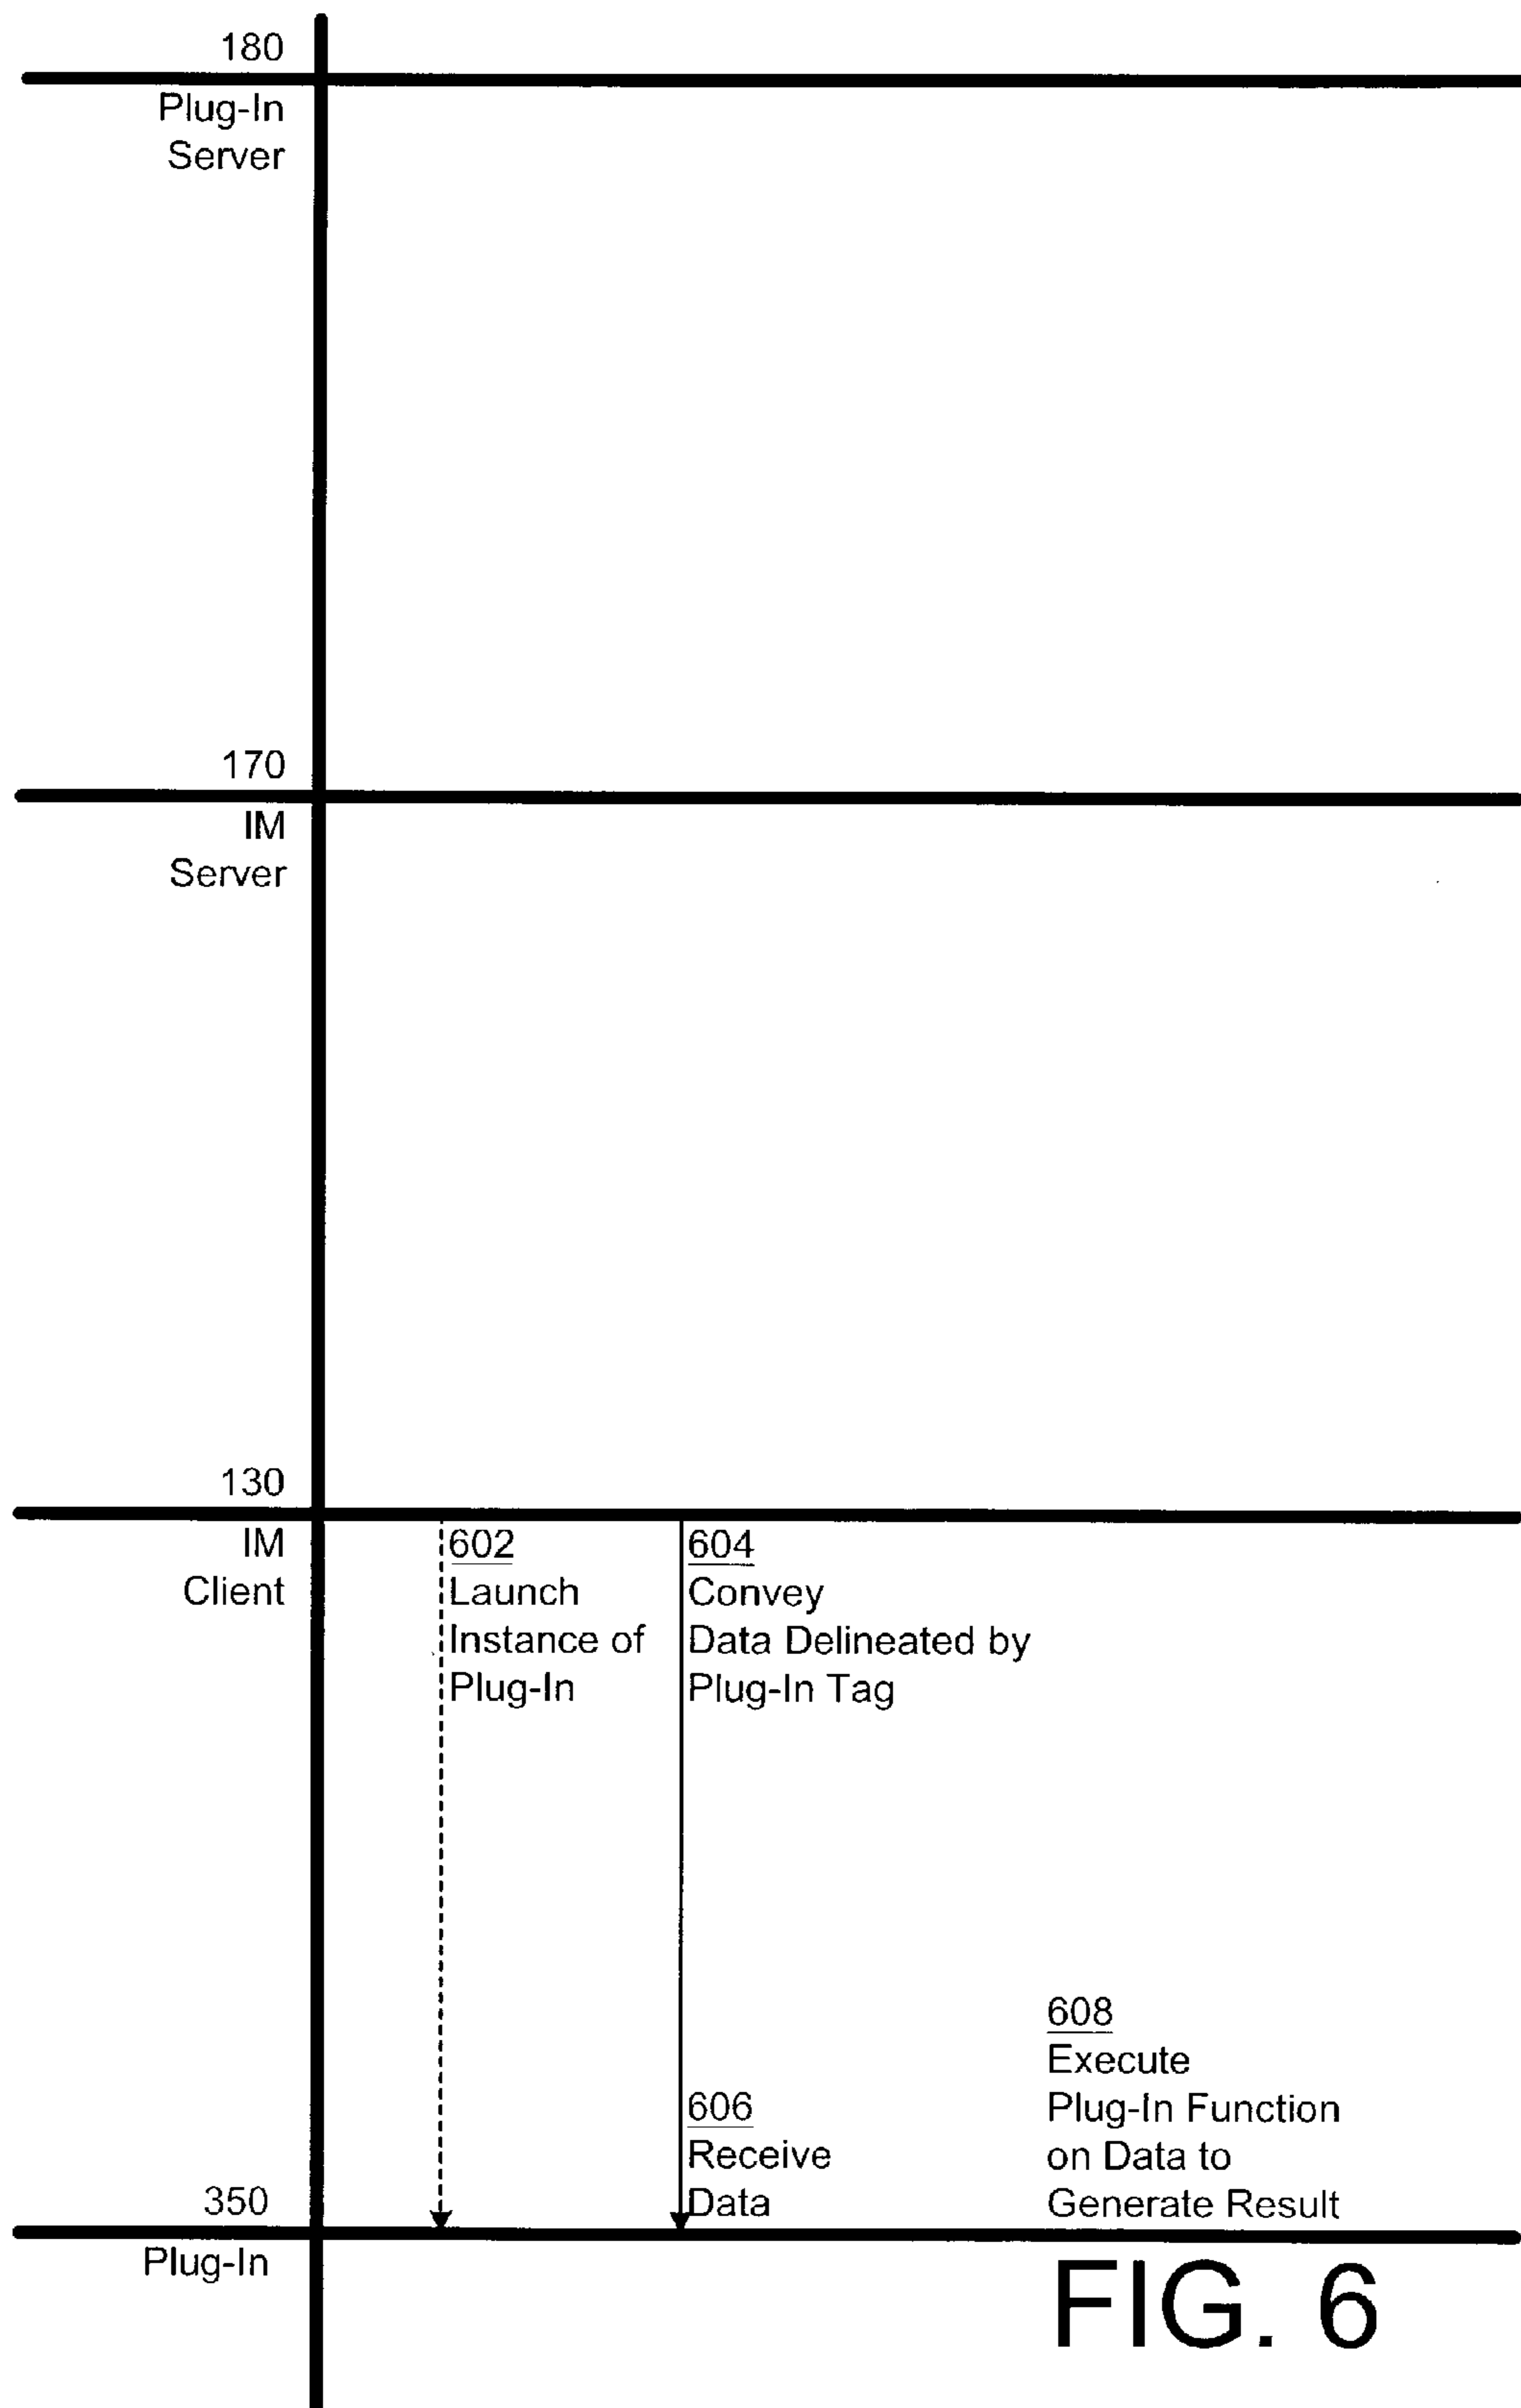 180
Plug-In
Server
170
IM
Server
130
IM
Client
602
Launch
Instance of
Plug-In
604
Convey
Data Delineated by
Plug-In Tag
606
Receive
Data
608
Execute
Plug-In Function
on Data to
Generate Result
350
Plug-In
FIG. 6